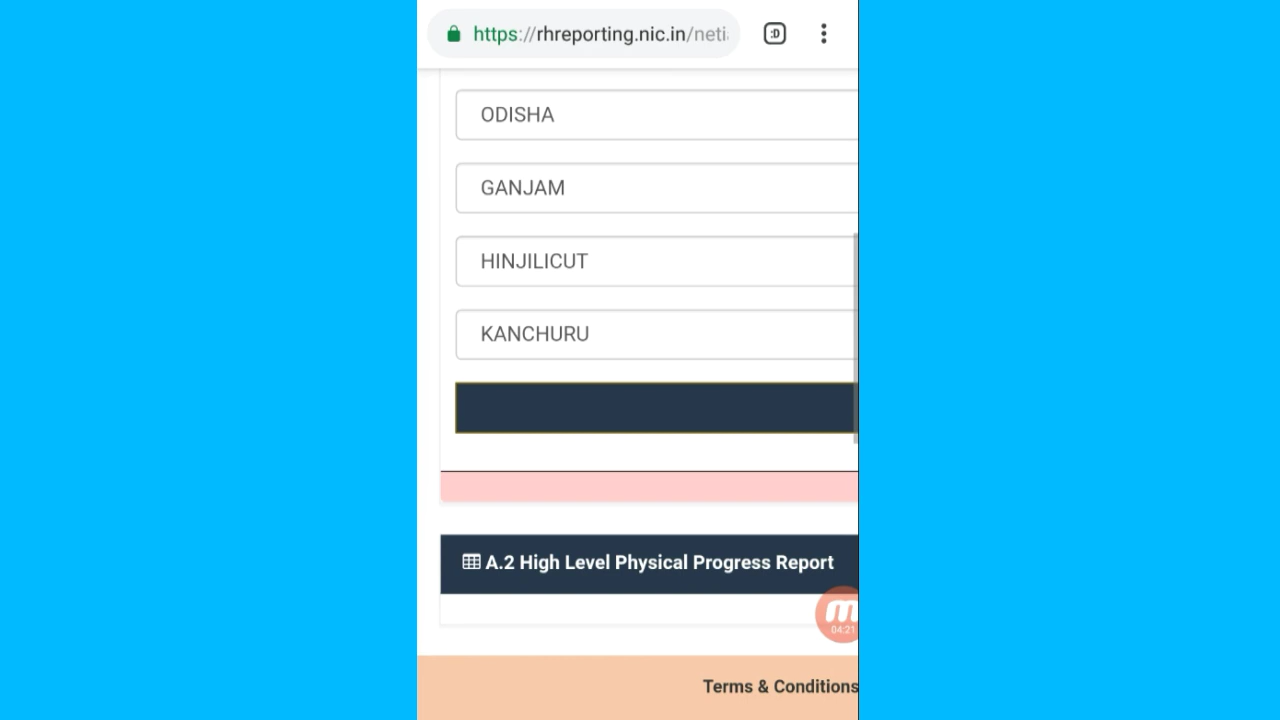 https://rhreporting.nic.in/neti
:D
ODISHA
GANJAM
HINJILICUT
KANCHURU
A.2 High Level Physical Progress Report
04:21
Terms & Conditions